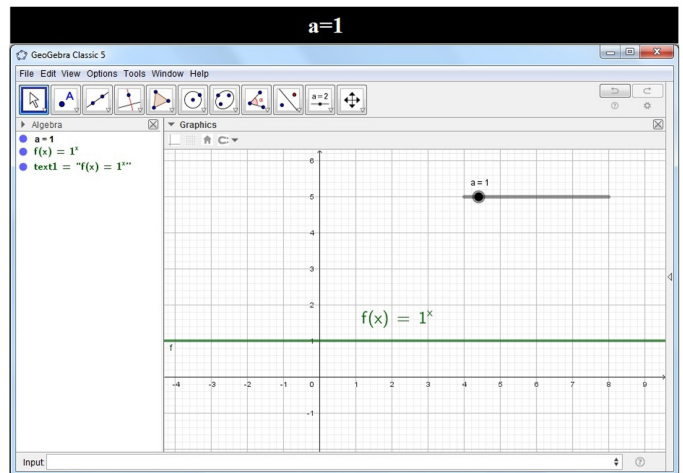 a=1
GeoGebra Classic 5
File Edit View Options Tools Window Help
A
α
a=2
Algebra
Graphics
a = 1
f(x) = 1ˣ
text1 = "f(x) = 1ˣ"
6
a = 1
5
4
3
2
f(x) = 1ˣ
1
f
-4 -3 -2 -1 0 1 2 3 4 5 6 7 8 9
-1
Input: